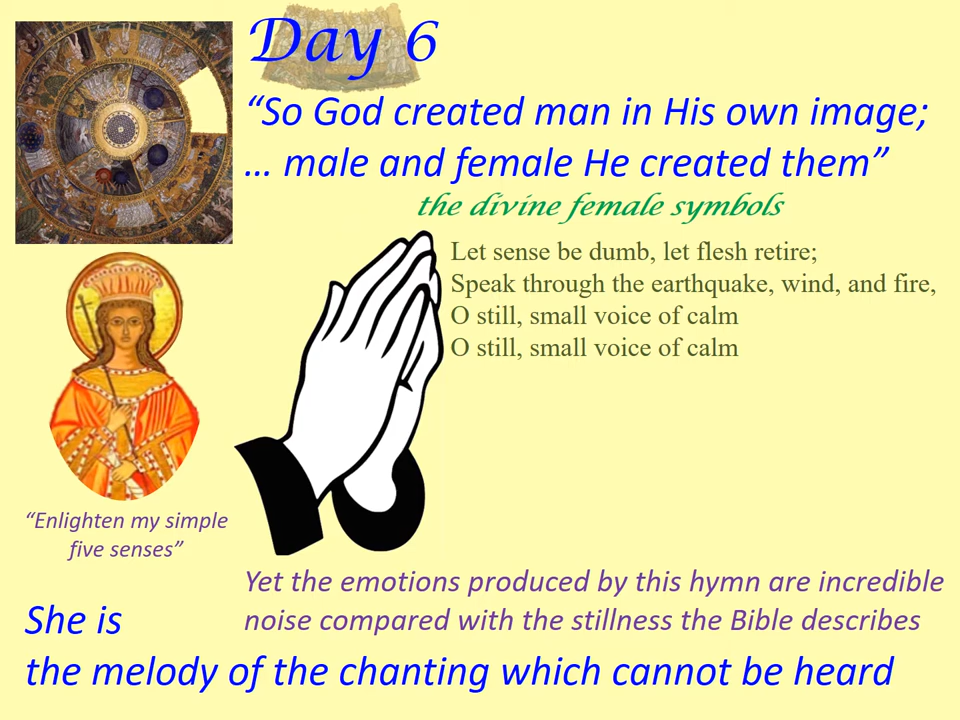 Day 6
“So God created man in His own image;
… male and female He created them”
the divine female symbols
Let sense be dumb, let flesh retire;
Speak through the earthquake, wind, and fire,
O still, small voice of calm
O still, small voice of calm
“Enlighten my simple
five senses”
Yet the emotions produced by this hymn are incredible
noise compared with the stillness the Bible describes
She is
the melody of the chanting which cannot be heard